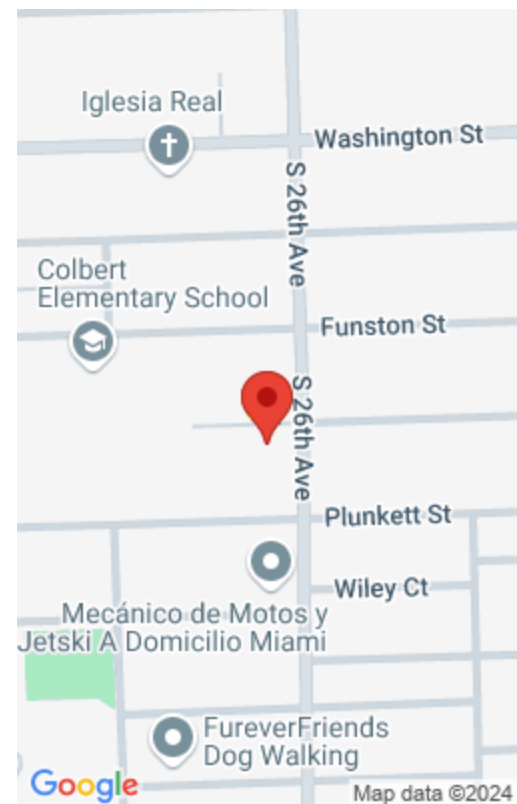 Iglesia Real
Washington St
S 26th Ave
Colbert
Elementary School
Funston St
S 26th Ave
Plunkett St
Wiley Ct
Mecánico de Motos y
Jetski A Domicilio Miami
FureverFriends
Dog Walking
Google
Map data ©2024